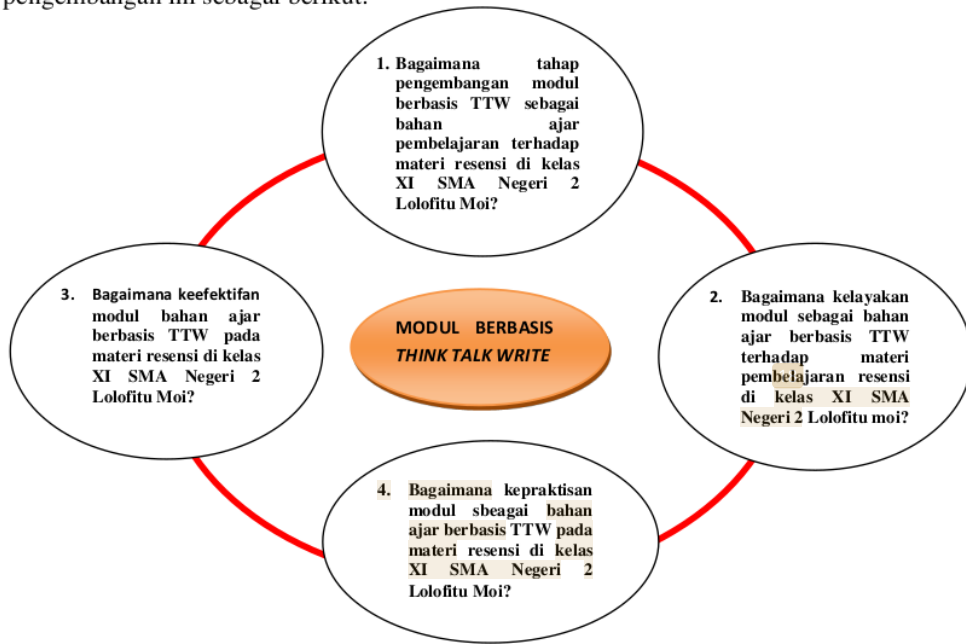 pengembangan ini sebagai berikut:
1. Bagaimana tahap
pengembangan modul
berbasis TTW sebagai
bahan ajar
pembelajaran terhadap
materi resensi di kelas
XI SMA Negeri 2
Lolofitu Moi?
3. Bagaimana keefektifan
modul bahan ajar
berbasis TTW pada
materi resensi di kelas
XI SMA Negeri 2
Lolofitu Moi?
MODUL BERBASIS
THINK TALK WRITE
2. Bagaimana kelayakan
modul sebagai bahan
ajar berbasis TTW
terhadap materi
pembelajaran resensi
di kelas XI SMA
Negeri 2 Lolofitu moi?
4. Bagaimana kepraktisan
modul sbeagai bahan
ajar berbasis TTW pada
materi resensi di kelas
XI SMA Negeri 2
Lolofitu Moi?